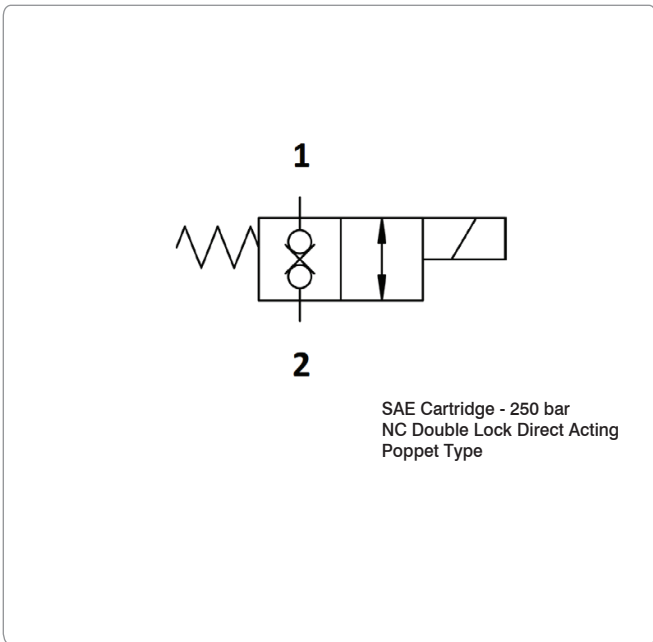 1
2
SAE Cartridge - 250 bar
NC Double Lock Direct Acting
Poppet Type